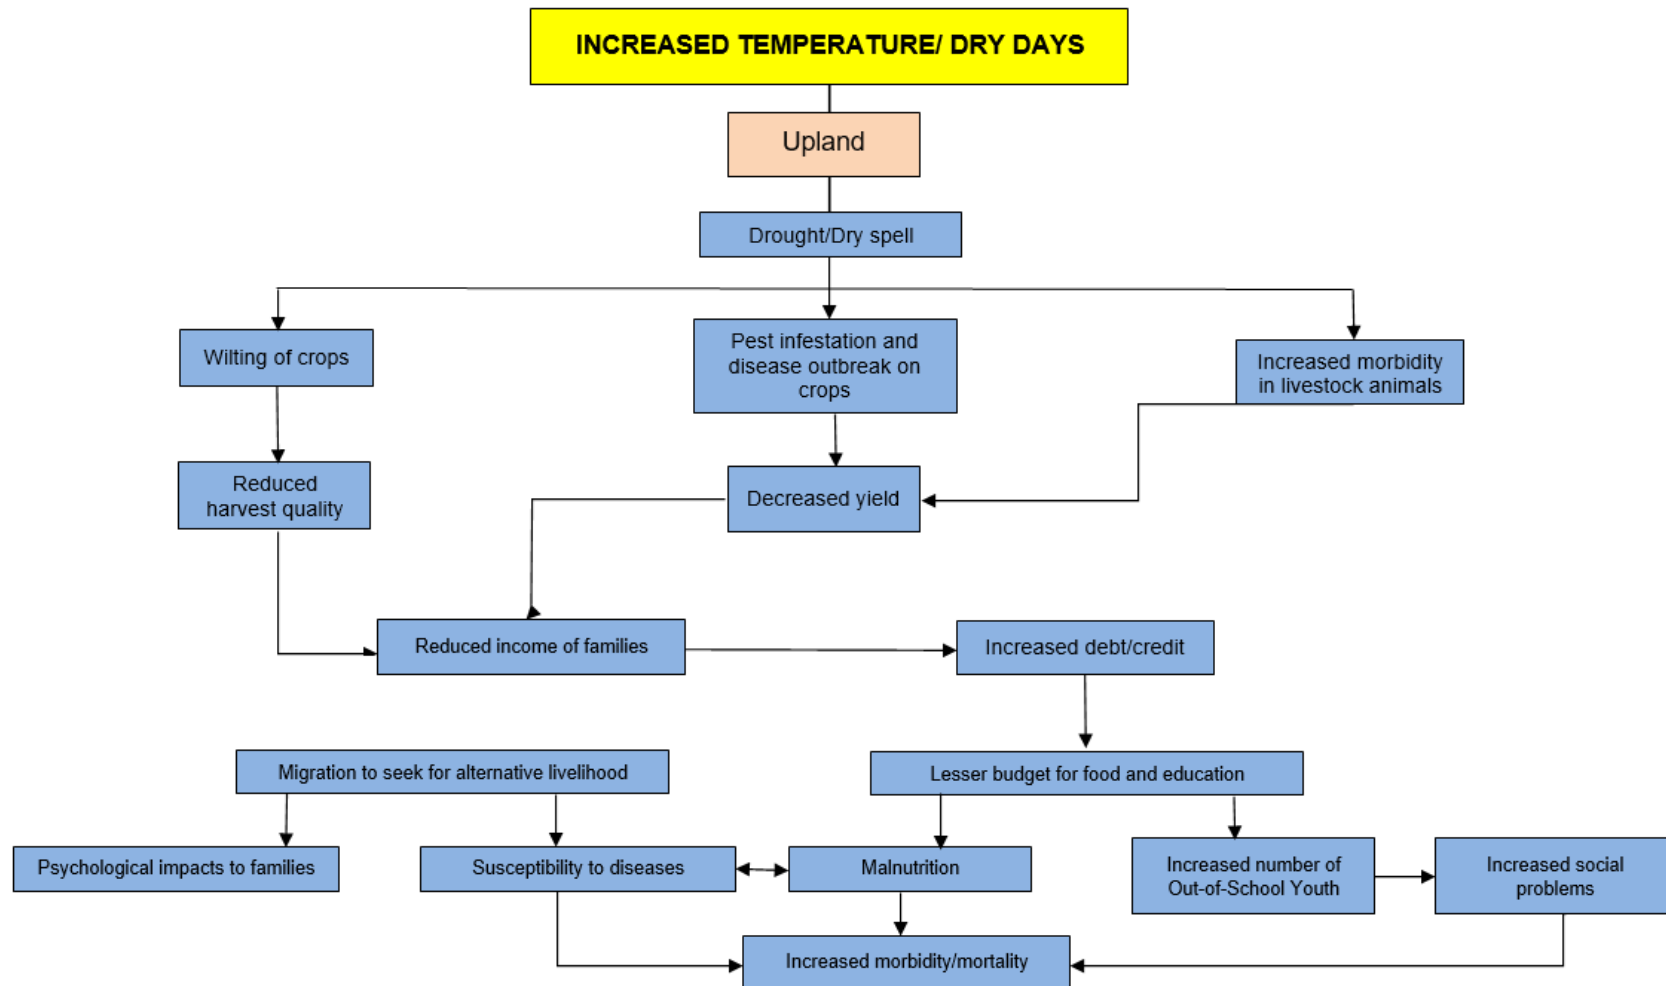 INCREASED TEMPERATURE/ DRY DAYS
Upland
Drought/Dry spell
Wilting of crops
Pest infestation and
disease outbreak on
crops
Increased morbidity
in livestock animals
Reduced
harvest quality
Decreased yield
Reduced income of families
Increased debt/credit
Migration to seek for alternative livelihood
Lesser budget for food and education
Psychological impacts to families
Susceptibility to diseases
Malnutrition
Increased number of
Out-of-School Youth
Increased social
problems
Increased morbidity/mortality